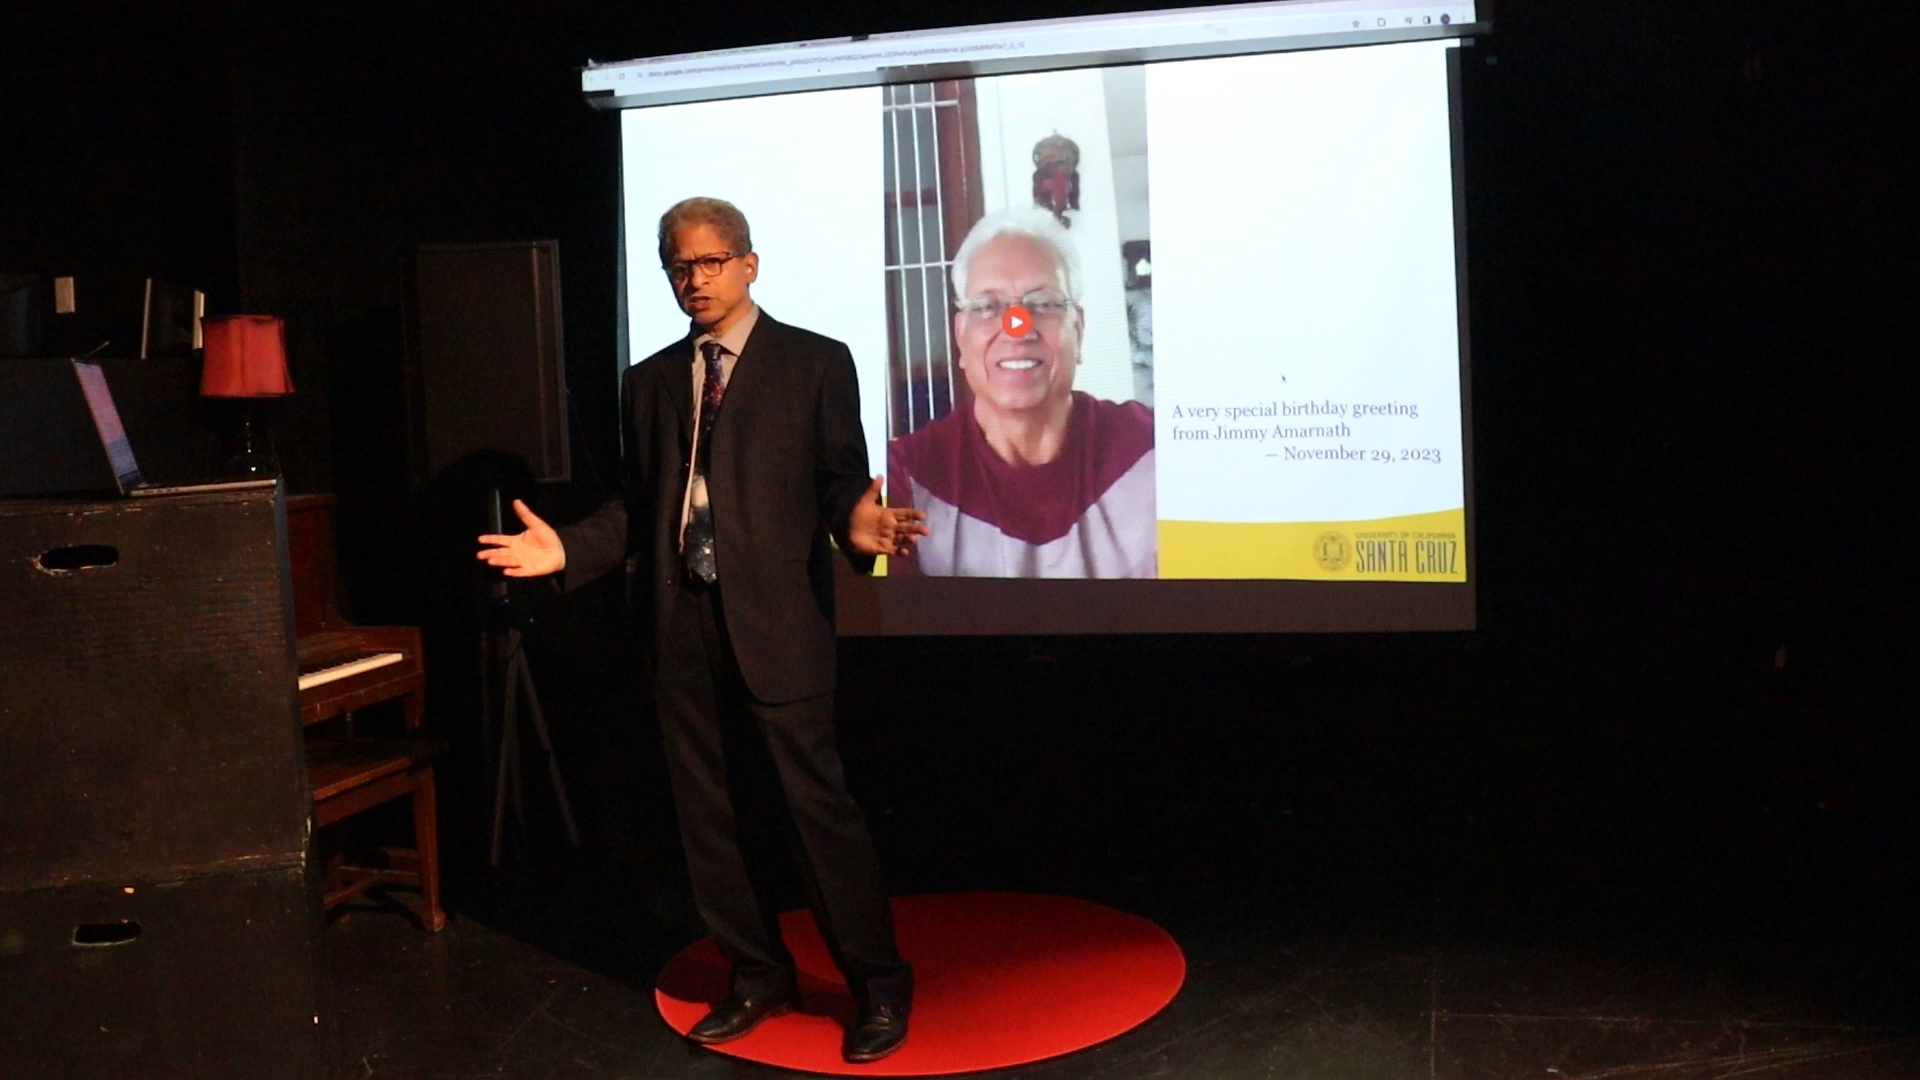 A very special birthday greeting
from Jimmy Amarnath
— November 29, 2023
UNIVERSITY OF CALIFORNIA
SANTA CRUZ